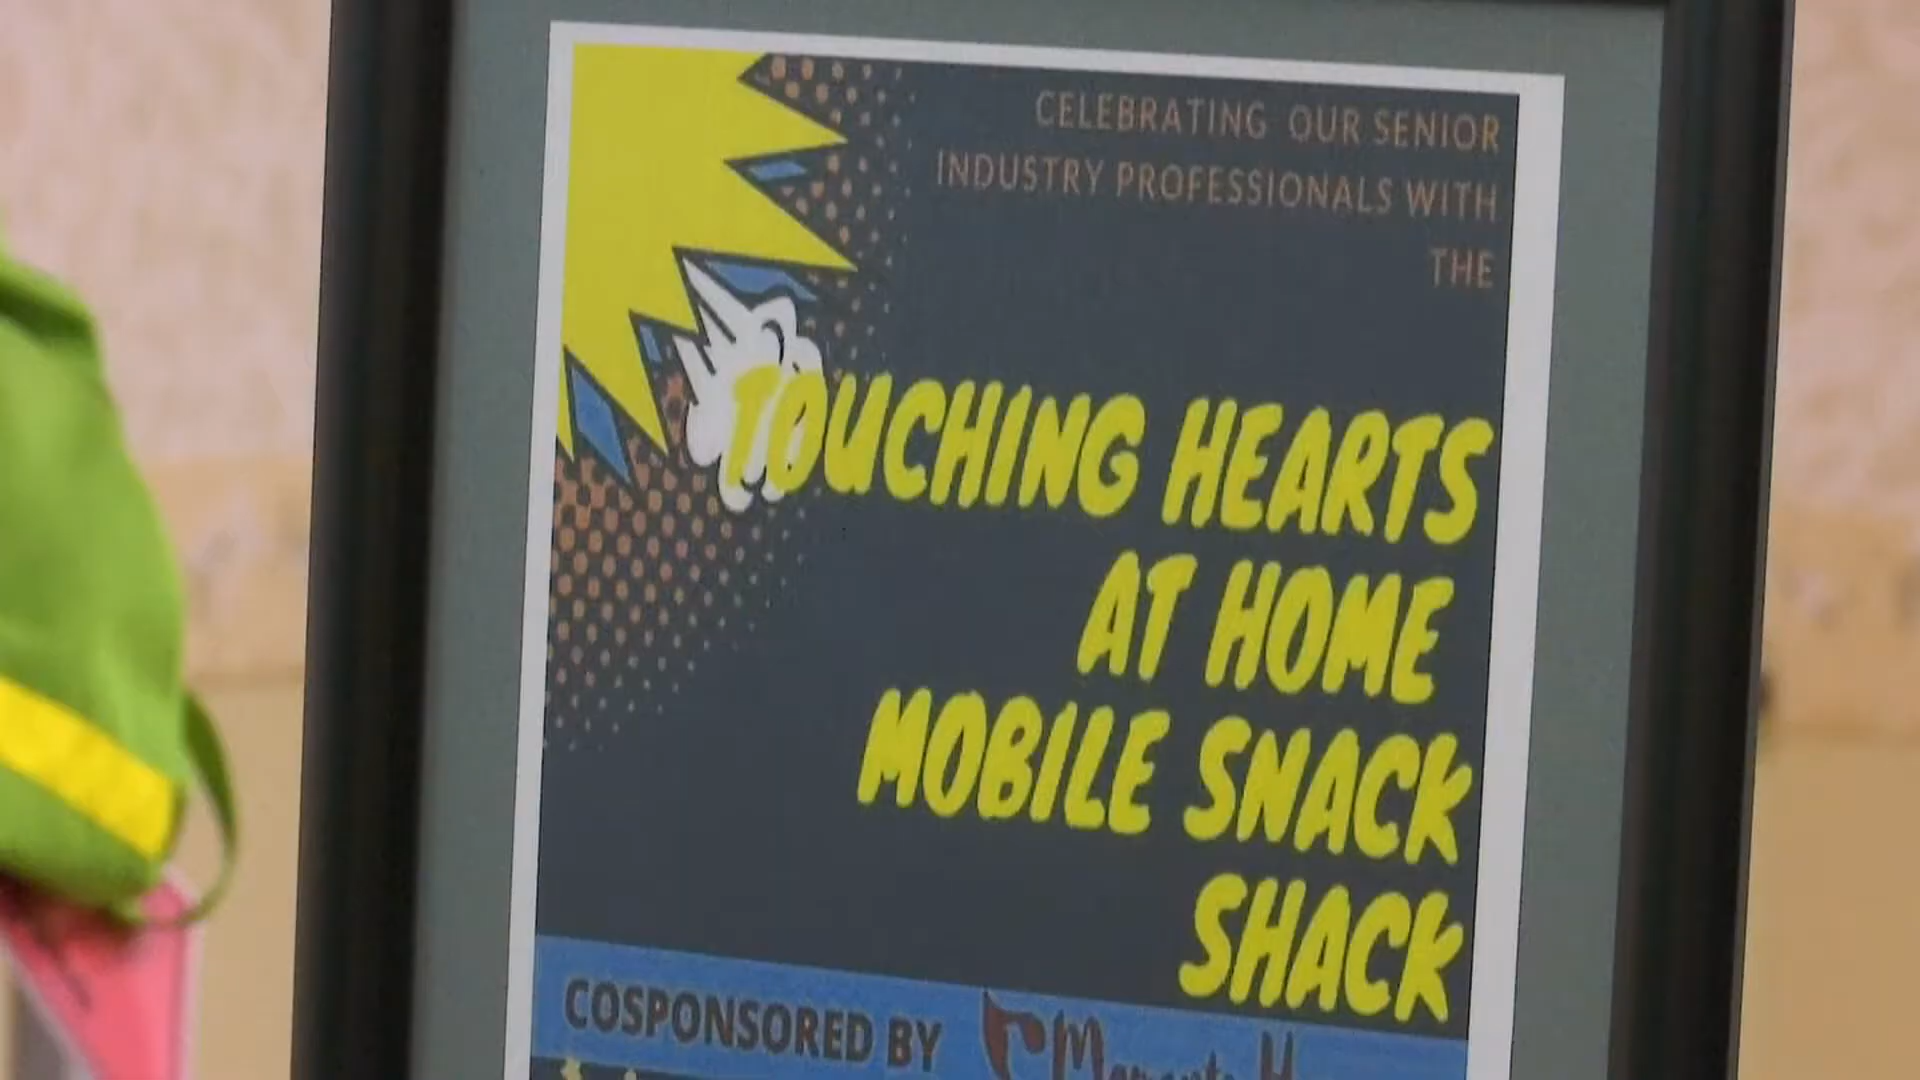 CELEBRATING OUR SENIOR
INDUSTRY PROFESSIONALS WITH
THE
TOUCHING HEARTS
AT HOME
MOBILE SNACK
SHACK
COSPONSORED BY